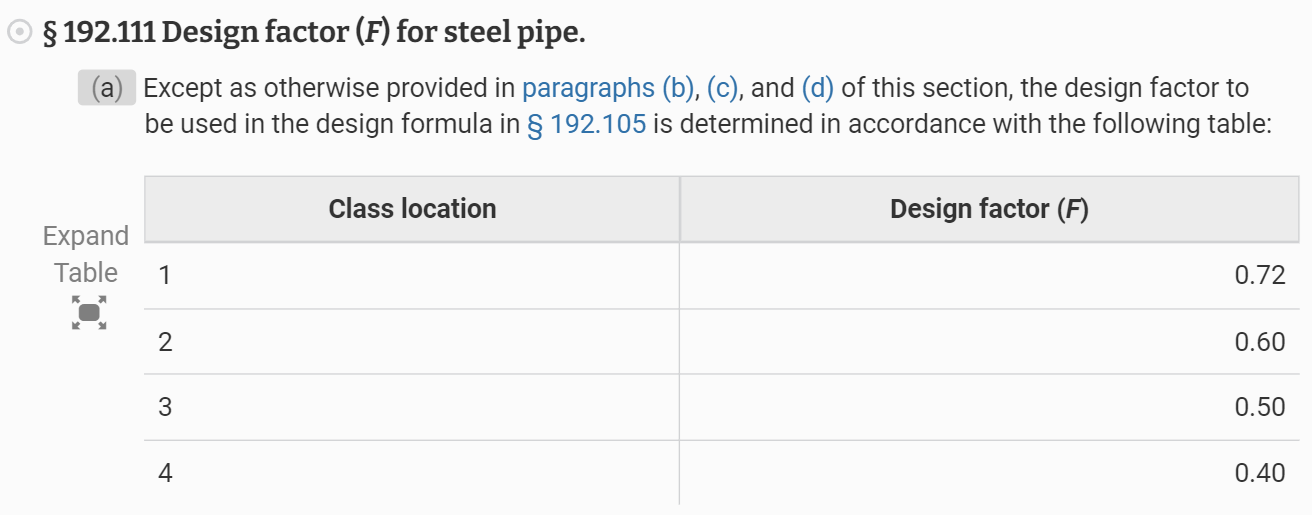 § 192.111 Design factor (F) for steel pipe.
(a) Except as otherwise provided in paragraphs (b), (c), and (d) of this section, the design factor to
be used in the design formula in § 192.105 is determined in accordance with the following table:
Expand
Table
Class location Design factor (F)
1 0.72
2 0.60
3 0.50
4 0.40